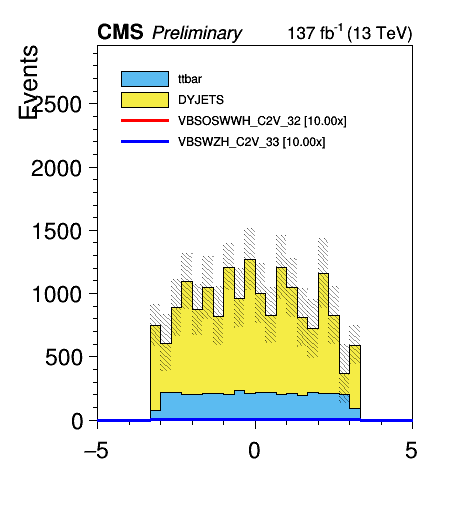 CMS Preliminary 137 fb-1 (13 TeV)
Events
ttbar
DYJETS
VBSOSWWH_C2V_32 [10.00x]
VBSWZH_C2V_33 [10.00x]
2500
2000
1500
1000
500
0
−5 0 5